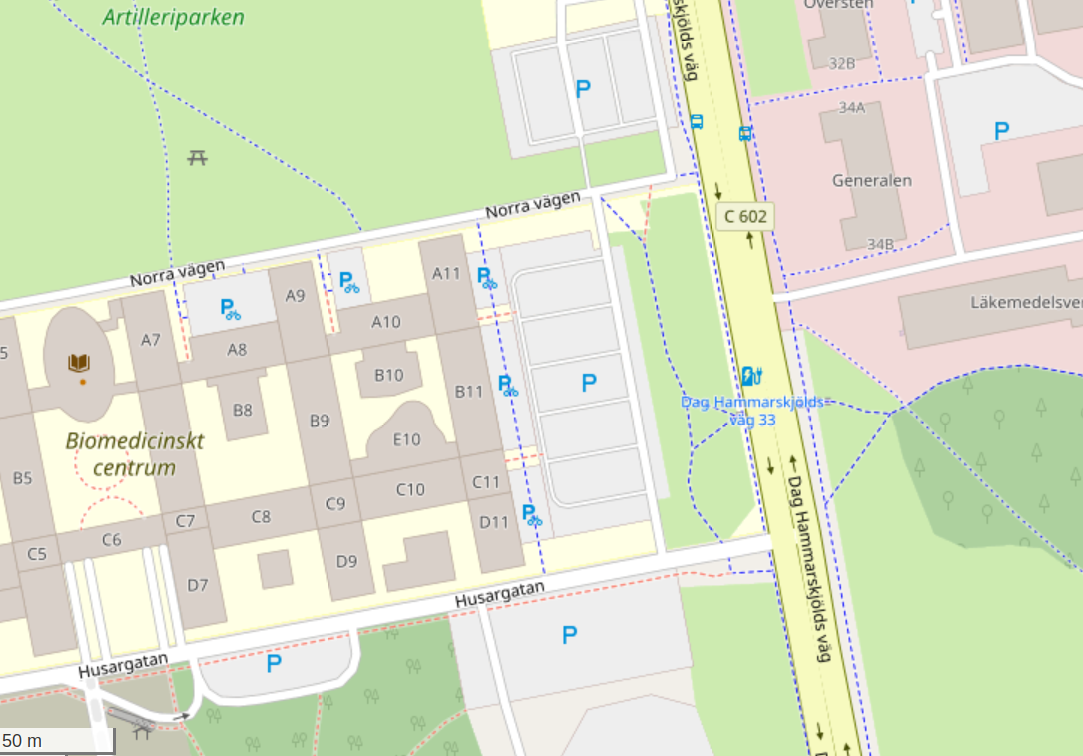 Artilleriparken
Översten
skjölds väg
P
32B
34A
P
P
Generalen
Norra vägen
C 602
34B
Norra vägen
A11
P
P
P
A9
Läkemedelsver
A10
A7
A8
5
P
B10
P
B11
B8
Dag Hammarskjölds
väg 33
B9
E10
Biomedicinskt
centrum
B5
C11
C10
C9
C8
C7
D11
P
C6
C5
Dag Hammarskjölds väg
D9
D7
Husargatan
P
Husargatan
P
50 m